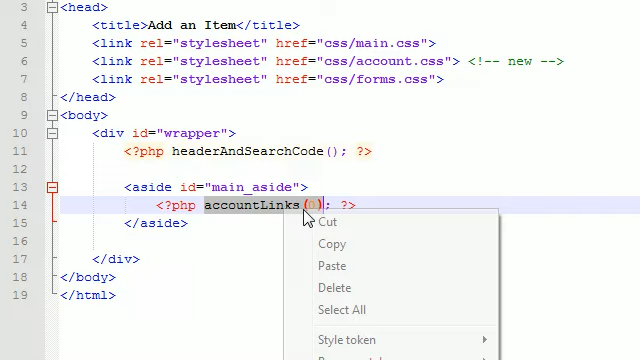 3 <head>
4 <title>Add an Item</title>
5 <link rel="stylesheet" href="css/main.css">
6 <link rel="stylesheet" href="css/account.css"> <!-- new -->
7 <link rel="stylesheet" href="css/forms.css">
8 </head>
9 <body>
10 <div id="wrapper">
11 <?php headerAndSearchCode(); ?>
12
13 <aside id="main_aside">
14 <?php accountLinks(0); ?>
15 </aside>
16
17 </div>
18 </body>
19 </html>
Cut
Copy
Paste
Delete
Select All
Style token